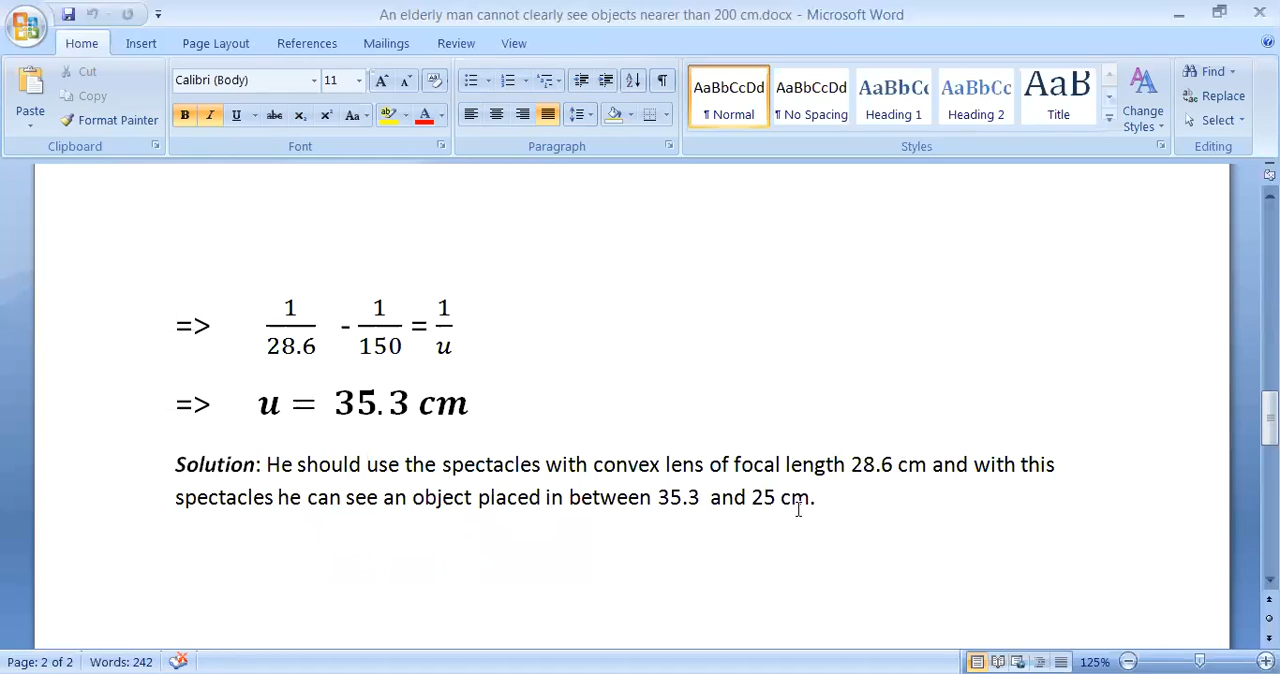 An elderly man cannot clearly see objects nearer than 200 cm.docx - Microsoft Word
Home Insert Page Layout References Mailings Review View
Paste
Cut
Copy
Format Painter
Clipboard
Calibri (Body) 11
B I U abc X₂ X² Aa A
Font
Paragraph
AaBbCcDd AaBbCcDd AaBbCc AaBbCc AaB
¶ Normal ¶ No Spacing Heading 1 Heading 2 Title
Change Styles
Styles
Find
Replace
Select
Editing
=> 1/28.6 - 1/150 = 1/u
=> u = 35.3 cm
Solution: He should use the spectacles with convex lens of focal length 28.6 cm and with this
spectacles he can see an object placed in between 35.3 and 25 cm.
Page: 2 of 2 Words: 242 125%